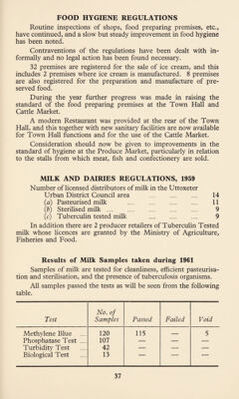 FOOD HYGIENE REGULATIONS
Routine inspections of shops, food preparing premises, etc.,
have continued, and a slow but steady improvement in food hygiene
has been noted.
Contraventions of the regulations have been dealt with in-
formally and no legal action has been found necesary.
32 premises are registered for the sale of ice cream, and this
includes 2 premises where ice cream is manufactured. 8 premises
are also registered for the preparation and manufacture of pre-
served food.
During the year further progress was made in raising the
standard of the food preparing premises at the Town Hall and
Cattle Market.
A modern Restaurant was provided at the rear of the Town
Hall, and this together with new sanitary facilities are now available
for Town Hall functions and for the use of the Cattle Market.
Consideration should now be given to improvements in the
standard of hygiene at the Produce Market, particularly in relation
to the stalls from which meat, fish and confectionery are sold.
MILK AND DAIRIES REGULATIONS, 1959
Number of licensed distributors of milk in the Uttoxeter
Urban District Council area ... ... ... ... 14
(a) Pasteurised milk ... ... ... ... 11
(b) Sterilised milk ... ... ... ... 9
(c) Tuberculin tested milk ... ... ... 9
In addition there are 2 producer retailers of Tuberculin Tested
milk whose licences are granted by the Ministry of Agriculture,
Fisheries and Food.
Results of Milk Samples taken during 1961
Samples of milk are tested for cleanliness, efficient pasteurisa-
tion and sterilisation, and the presence of tuberculosis organisms.
All samples passed the tests as will be seen from the following
table.
Test No. of Samples Passed Failed Void
Methylene Blue ... 120 115 — 5
Phosphatase Test ... 107 — — —
Turbidity Test ... 42 — — —
Biological Test ... 13 — — —
37